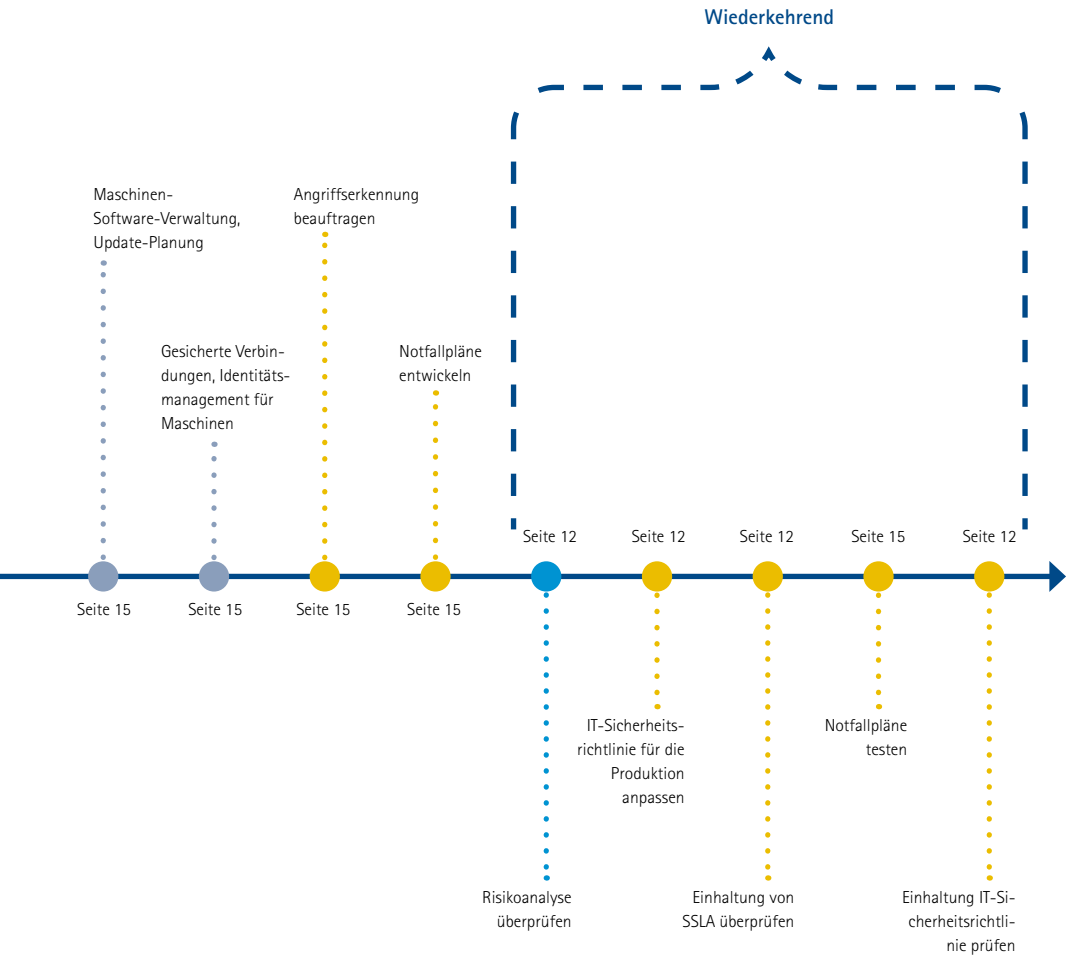 Wiederkehrend
Maschinen-
Software-Verwaltung,
Update-Planung
Angriffserkennung
beauftragen
Gesicherte Verbin-
dungen, Identitäts-
management für
Maschinen
Notfallpläne
entwickeln
Seite 12
Seite 12
Seite 12
Seite 15
Seite 12
Seite 15
Seite 15
Seite 15
Seite 15
IT-Sicherheits-
richtlinie für die
Produktion
anpassen
Notfallpläne
testen
Risikoanalyse
überprüfen
Einhaltung von
SSLA überprüfen
Einhaltung IT-Si-
cherheitsrichtli-
nie prüfen